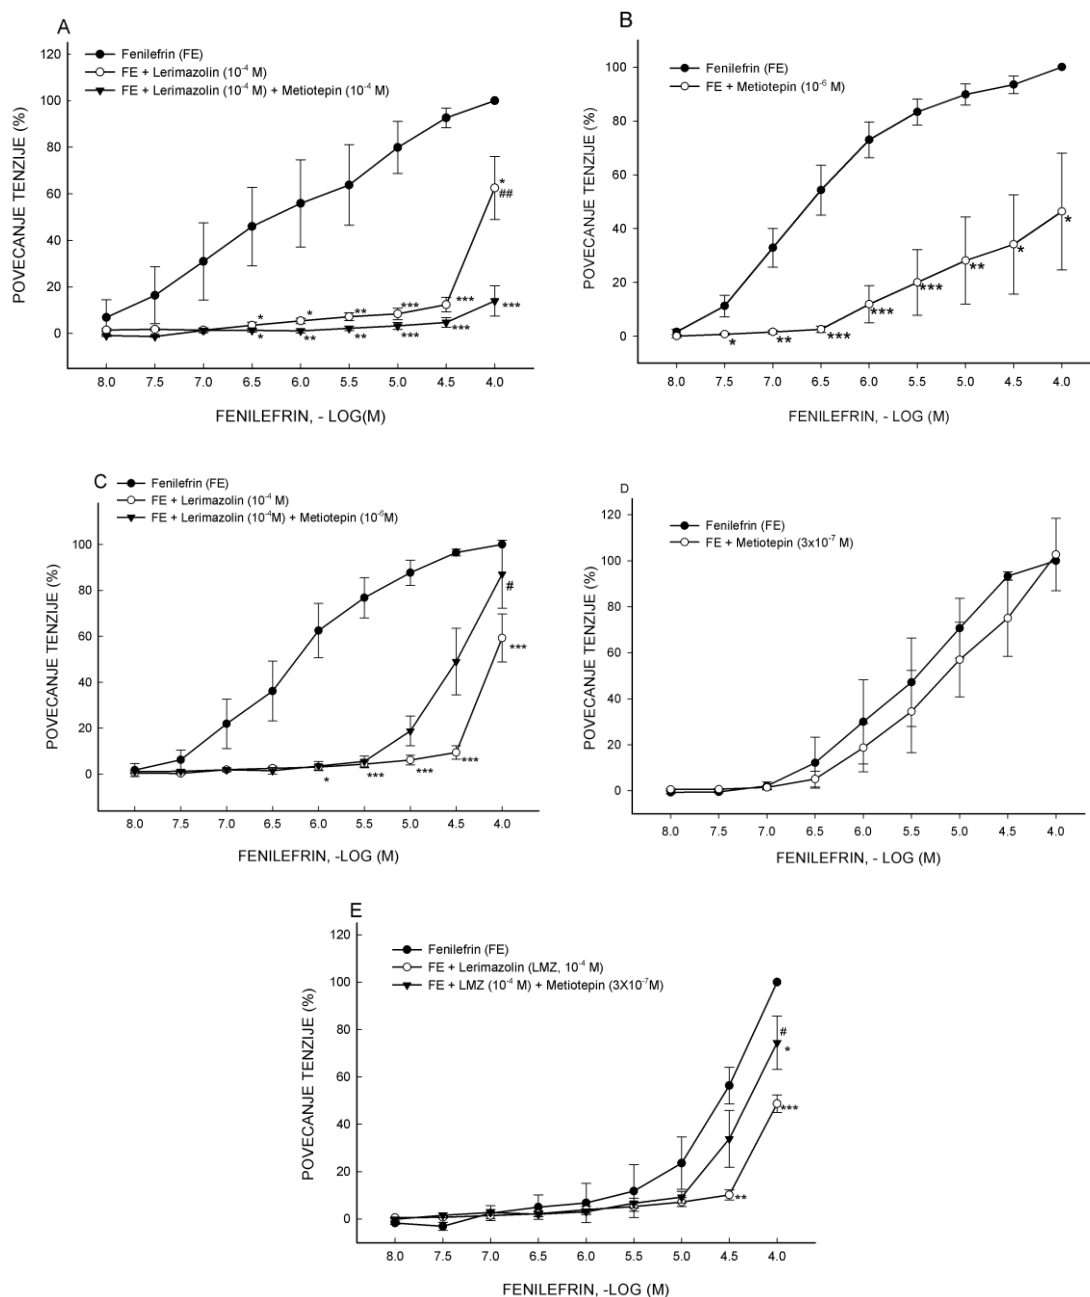 A
Fenilefrin (FE)
FE + Lerimazolin (10⁻⁴ M)
FE + Lerimazolin (10⁻⁴ M) + Metiotepin (10⁻⁴ M)
POVECANJE TENZIJE (%)
120
100
80
60
40
20
0
*
##
* * ** *** *** ***
* ** ** *** ***
8.0 7.5 7.0 6.5 6.0 5.5 5.0 4.5 4.0
FENILEFRIN, - LOG(M)
B
Fenilefrin (FE)
FE + Metiotepin (10⁻⁶ M)
POVECANJE TENZIJE (%)
100
80
60
40
20
0
* ** *** *** *** ** * *
8.0 7.5 7.0 6.5 6.0 5.5 5.0 4.5 4.0
FENILEFRIN, - LOG (M)
C
Fenilefrin (FE)
FE + Lerimazolin (10⁻⁴ M)
FE + Lerimazolin (10⁻⁴M) + Metiotepin (10⁻⁶M)
POVECANJE TENZIJE (%)
100
80
60
40
20
0
#
***
* *** *** ***
8.0 7.5 7.0 6.5 6.0 5.5 5.0 4.5 4.0
FENILEFRIN, -LOG (M)
D
Fenilefrin (FE)
FE + Metiotepin (3x10⁻⁷ M)
POVECANJE TENZIJE (%)
120
100
80
60
40
20
0
8.0 7.5 7.0 6.5 6.0 5.5 5.0 4.5 4.0
FENILEFRIN, - LOG (M)
E
Fenilefrin (FE)
FE + Lerimazolin (LMZ, 10⁻⁴ M)
FE + LMZ (10⁻⁴ M) + Metiotepin (3X10⁻⁷M)
POVECANJE TENZIJE (%)
120
100
80
60
40
20
0
#
*
***
**
8.0 7.5 7.0 6.5 6.0 5.5 5.0 4.5 4.0
FENILEFRIN, -LOG (M)